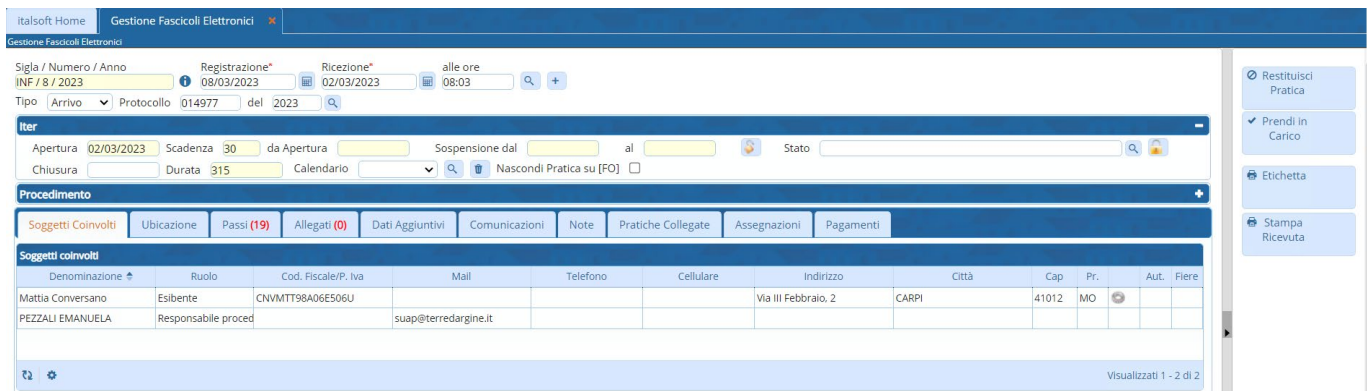 italsoft Home Gestione Fascicoli Elettronici ×
Gestione Fascicoli Elettronici
Sigla / Numero / Anno Registrazione* Ricezione* alle ore
INF / 8 / 2023 08/03/2023 02/03/2023 08:03
Tipo Arrivo Protocollo 014977 del 2023
Iter
Apertura 02/03/2023 Scadenza 30 da Apertura Sospensione dal al Stato
Chiusura Durata 315 Calendario Nascondi Pratica su [FO]
Procedimento
Soggetti Coinvolti Ubicazione Passi (19) Allegati (0) Dati Aggiuntivi Comunicazioni Note Pratiche Collegate Assegnazioni Pagamenti
Soggetti coinvolti
Denominazione Ruolo Cod. Fiscale/P. Iva Mail Telefono Cellulare Indirizzo Città Cap Pr. Aut. Fiere
Mattia Conversano Esibente CNVMTT98A06E506U Via III Febbraio, 2 CARPI 41012 MO
PEZZALI EMANUELA Responsabile proced suap@terredargine.it
Visualizzati 1 - 2 di 2
Restituisci
Pratica
Prendi in
Carico
Etichetta
Stampa
Ricevuta